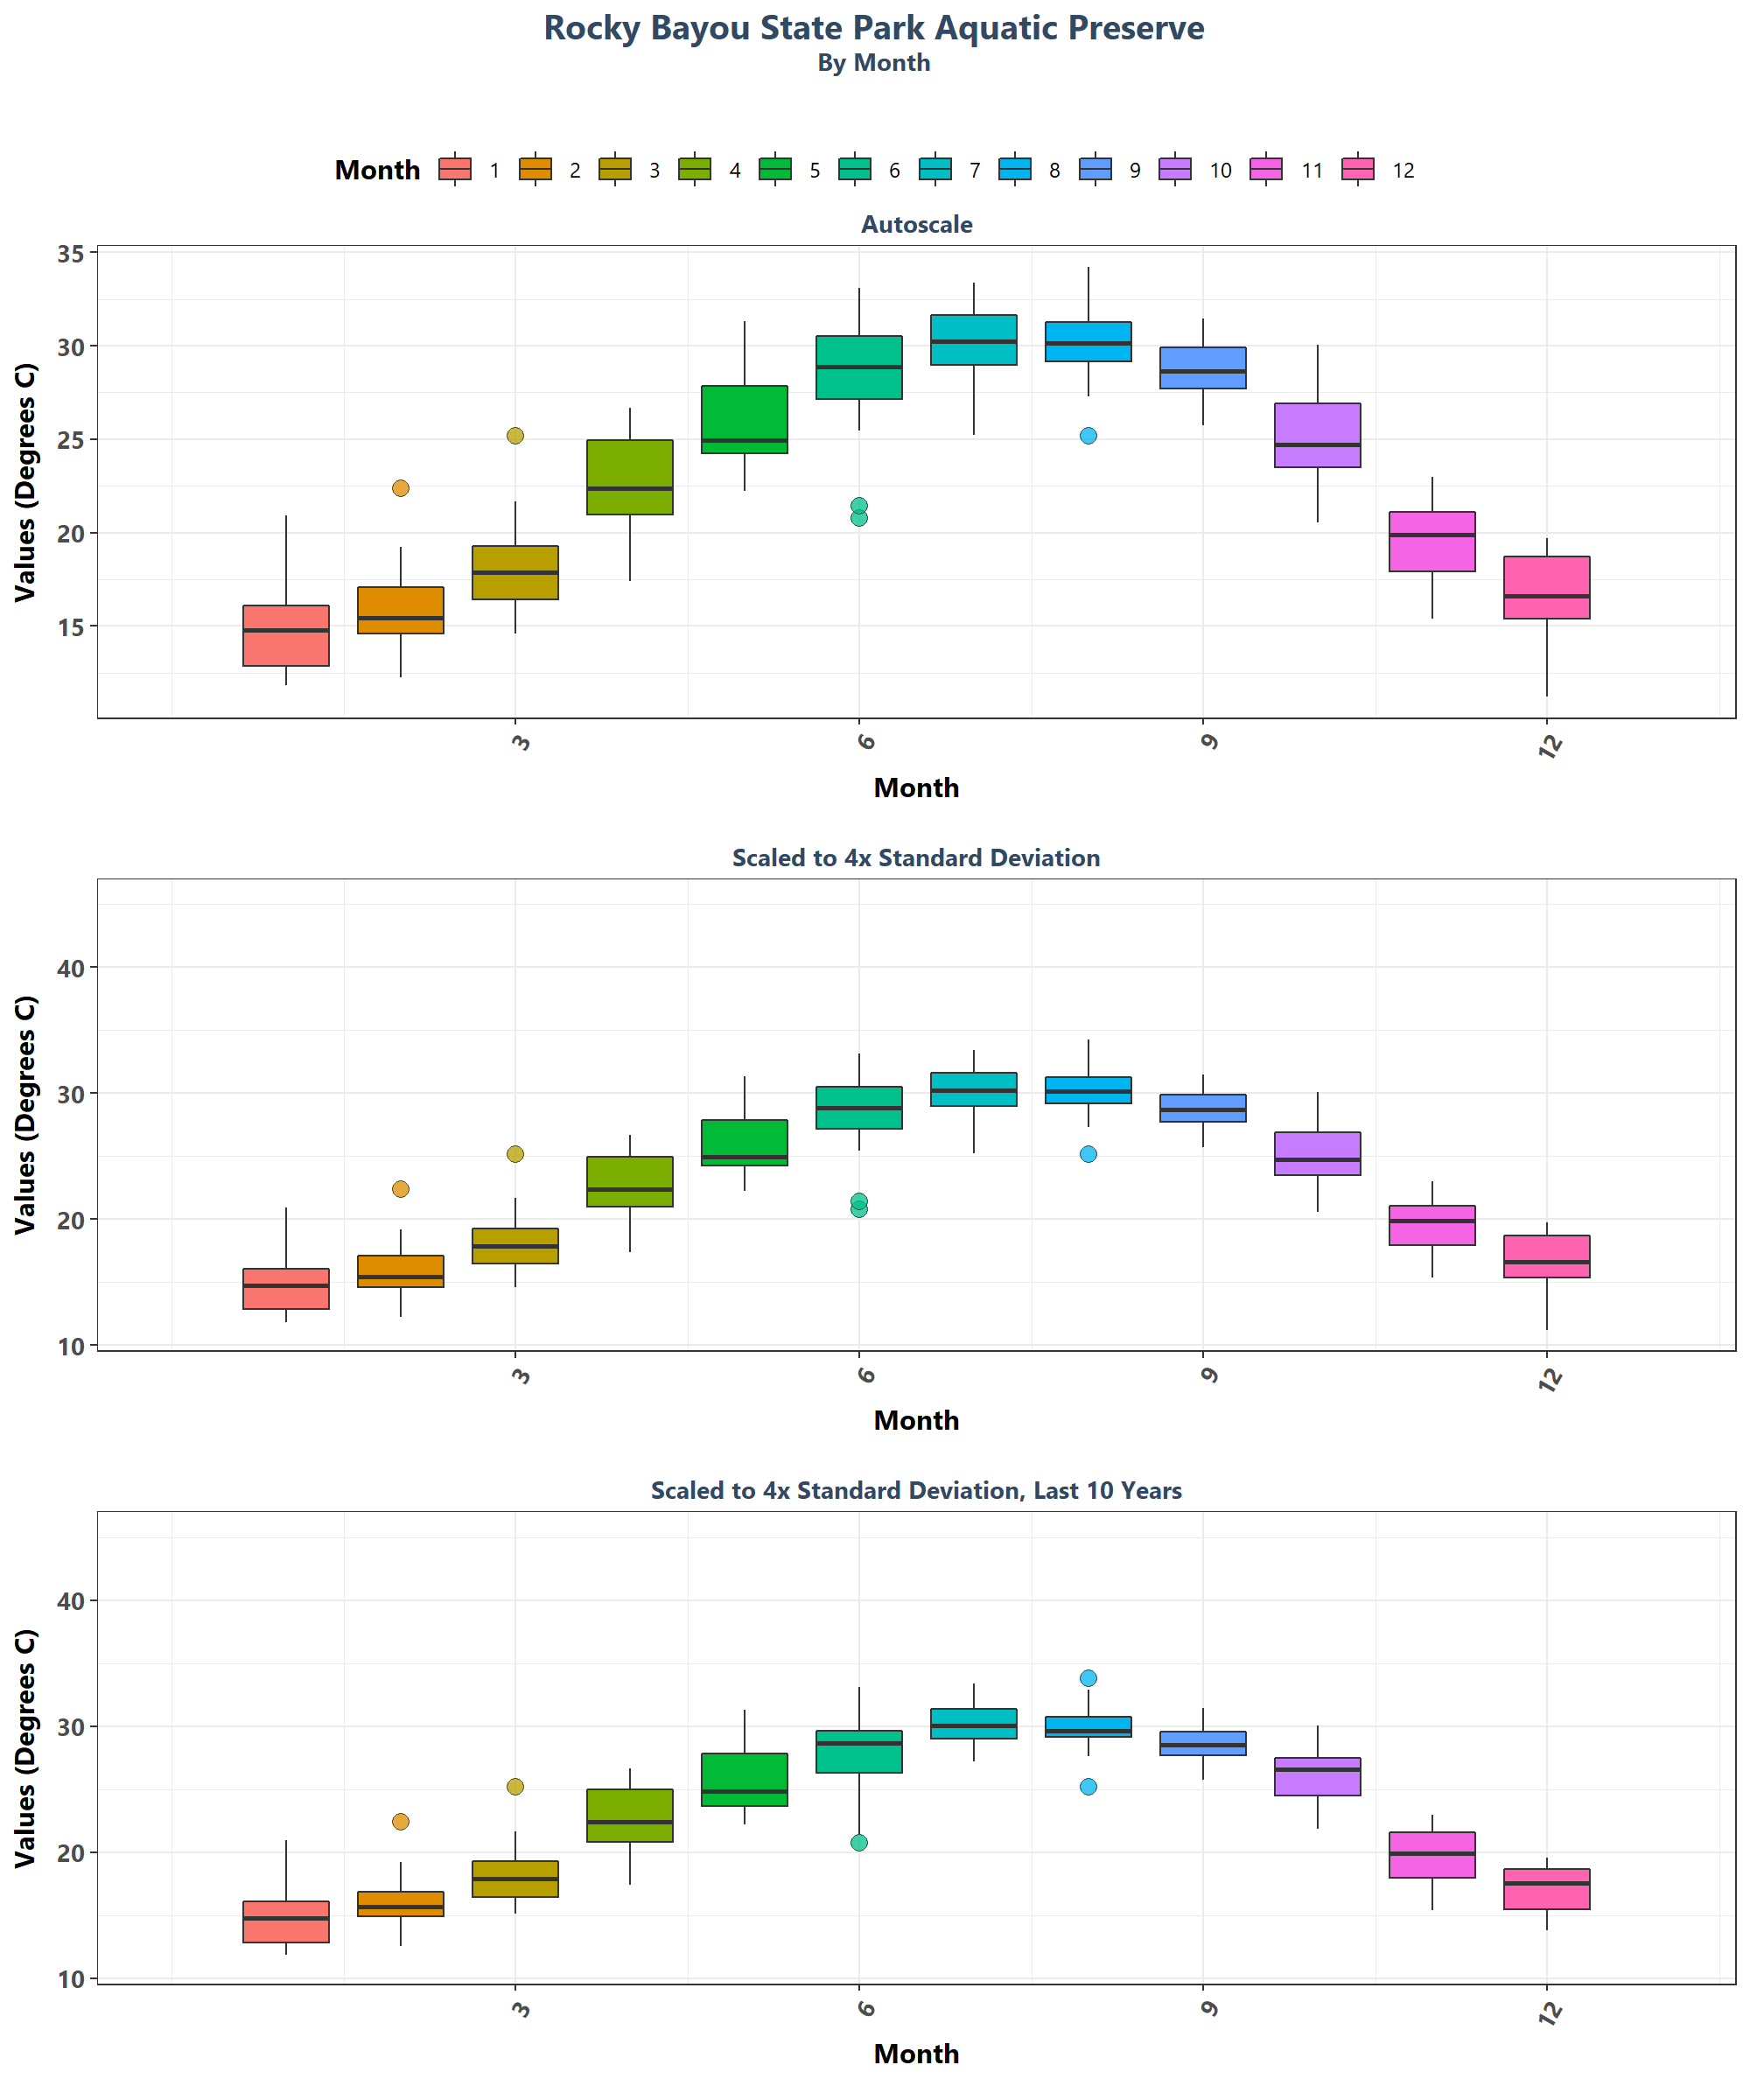 Rocky Bayou State Park Aquatic Preserve
By Month
Month 1 2 3 4 5 6 7 8 9 10 11 12
Autoscale
Values (Degrees C)
35
30
25
20
15
3 6 9 12
Month
Scaled to 4x Standard Deviation
Values (Degrees C)
40
30
20
10
3 6 9 12
Month
Scaled to 4x Standard Deviation, Last 10 Years
Values (Degrees C)
40
30
20
10
3 6 9 12
Month